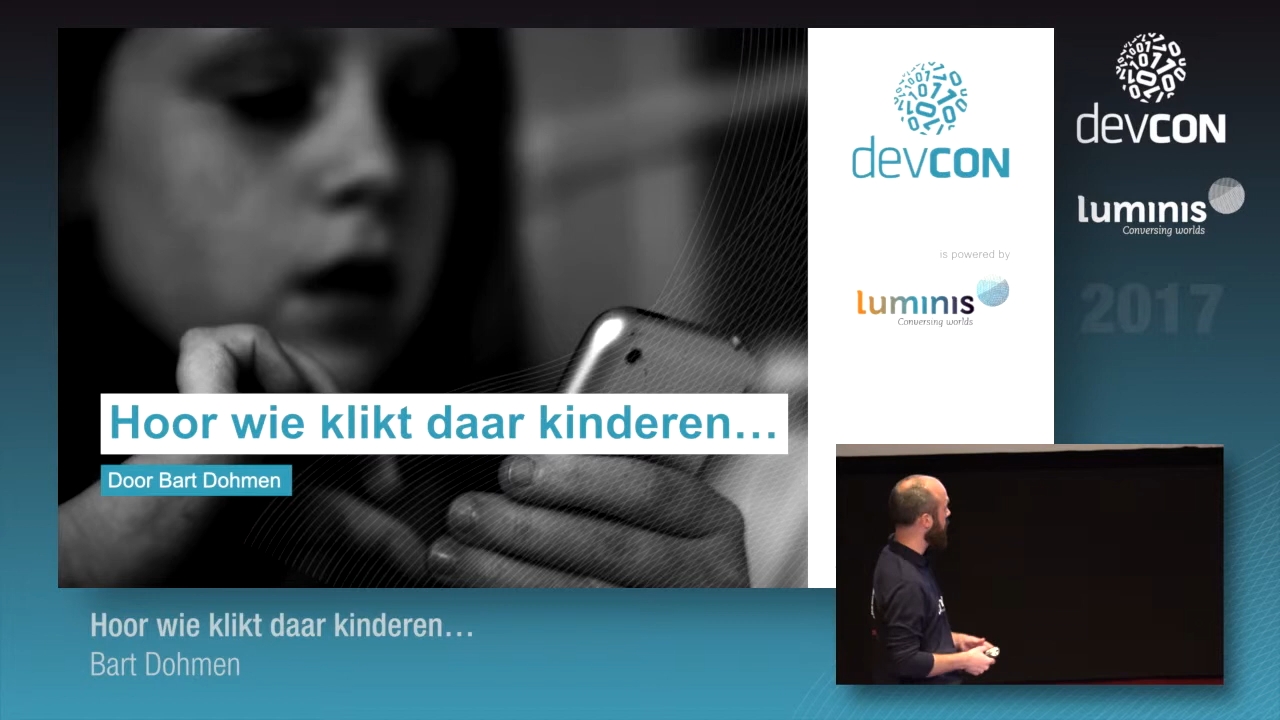 devCON
is powered by
luminis
Conversing worlds
Hoor wie klikt daar kinderen...
Door Bart Dohmen
devCON
luminis
Conversing worlds
2017
Hoor wie klikt daar kinderen...
Bart Dohmen